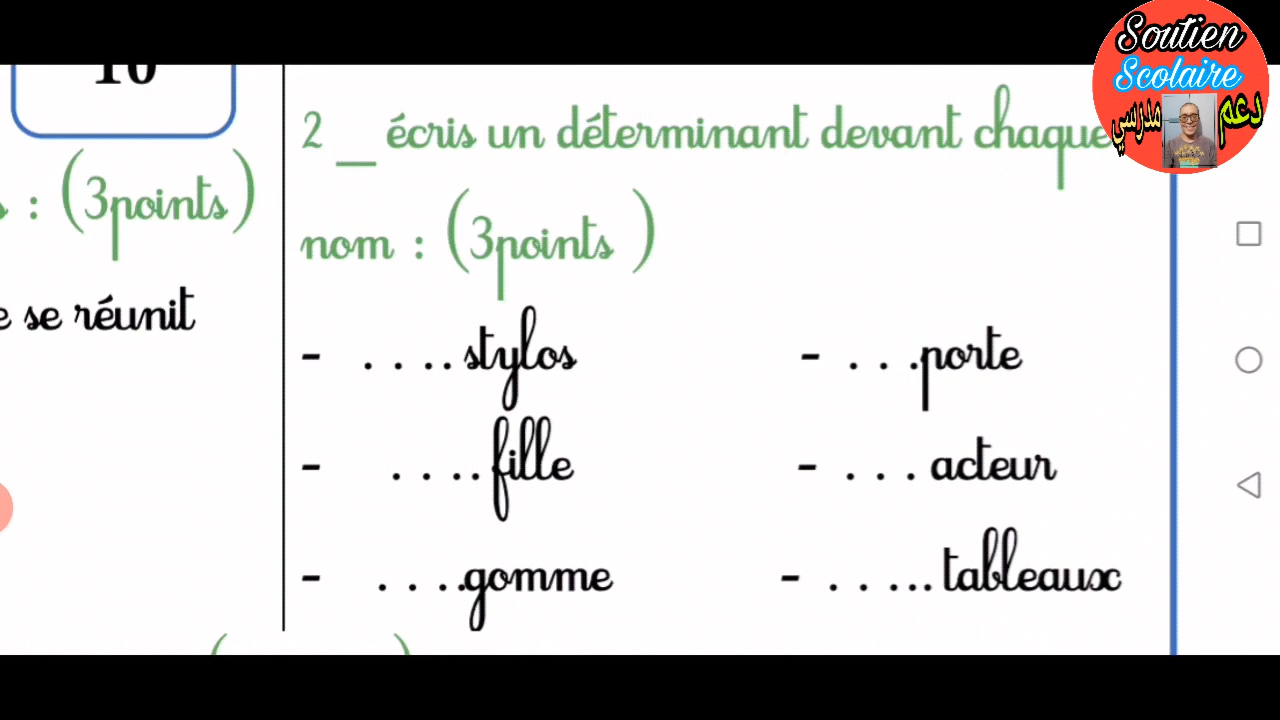 Soutien
Scolaire
دعم مدرسي
2 _ écris un déterminant devant chaque
s : (3points)
nom : (3points )
e se réunit
- ....stylos
- ...porte
- ....fille
- ... acteur
- ....gomme
- ..... tableaux